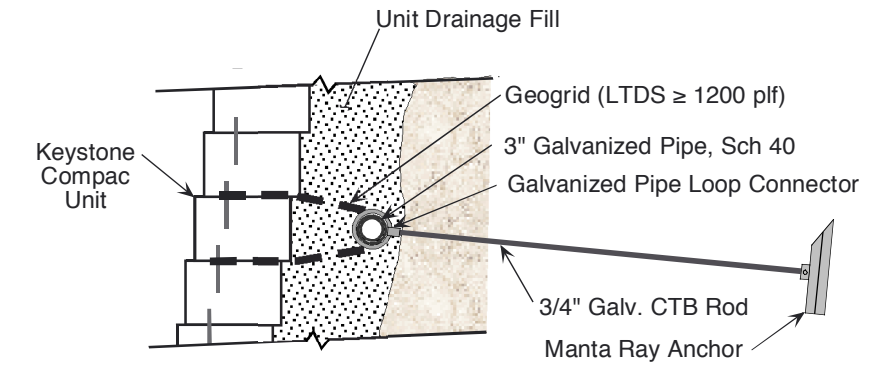 Unit Drainage Fill
Geogrid (LTDS ≥ 1200 plf)
3" Galvanized Pipe, Sch 40
Keystone
Compac
Unit
Galvanized Pipe Loop Connector
3/4" Galv. CTB Rod
Manta Ray Anchor